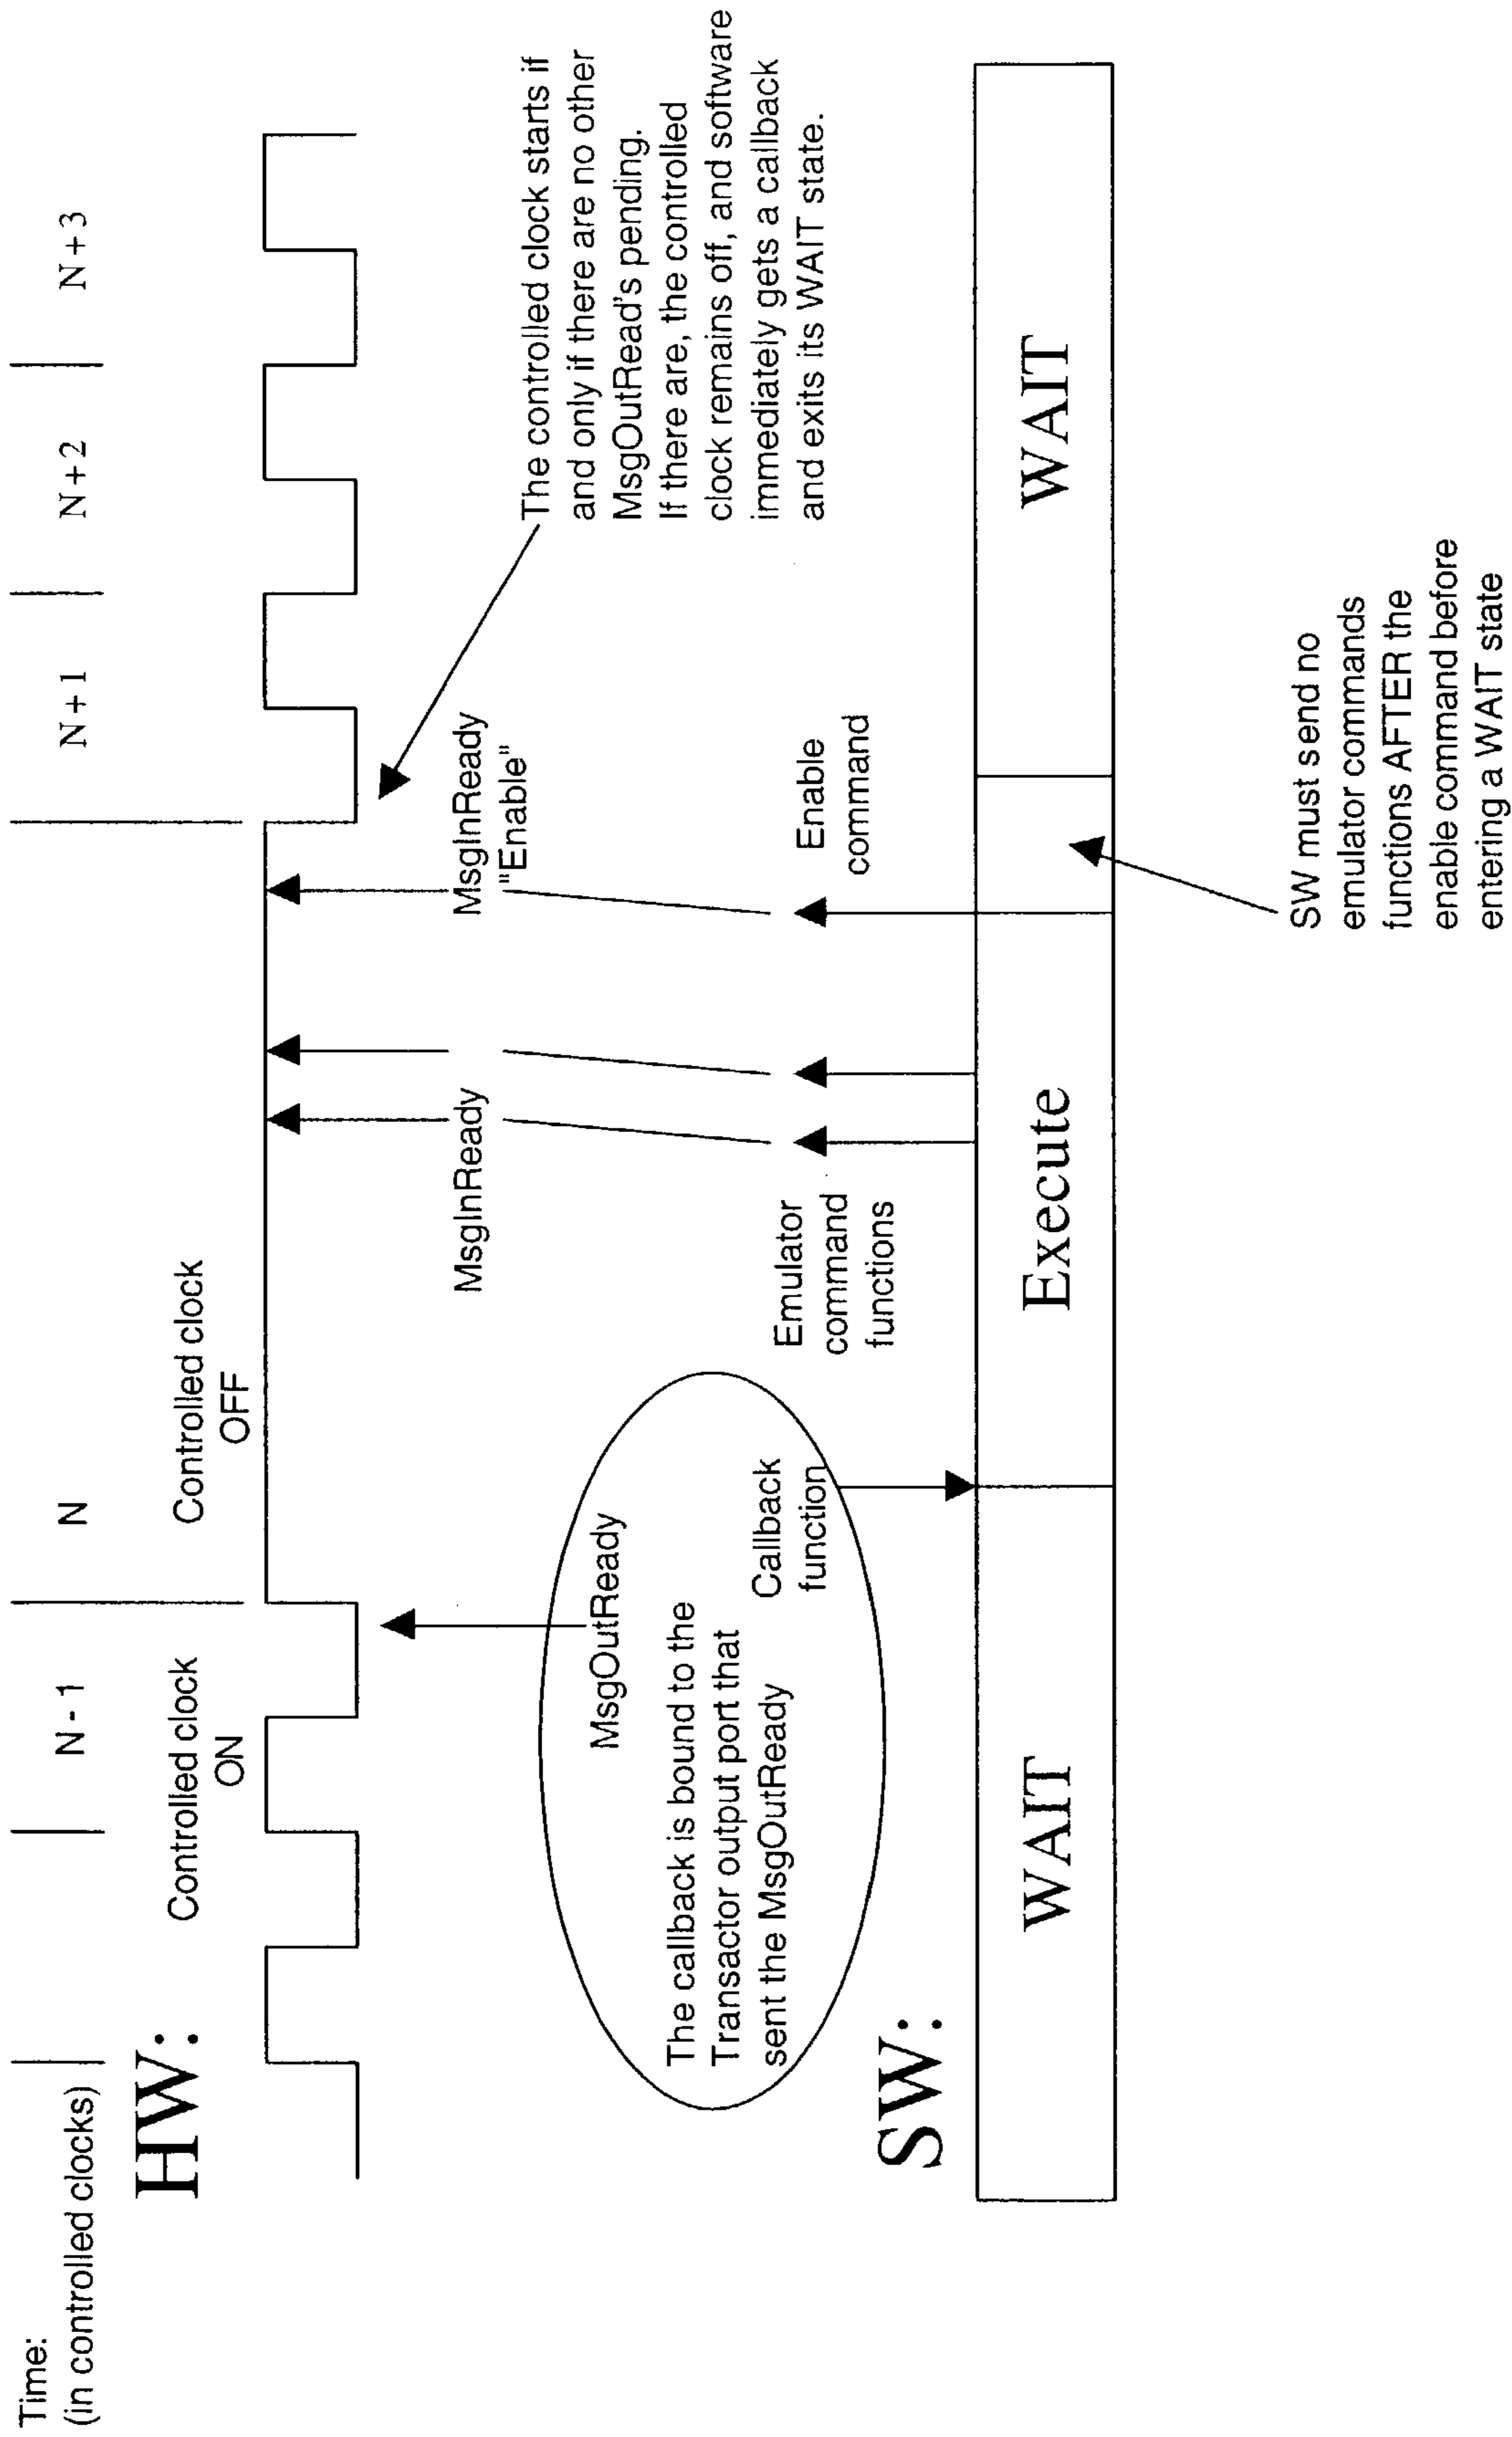 Time:
(in controlled clocks)
N - 1
N
N+1
N+2
N+3
HW:
Controlled clock
ON
Controlled clock
OFF
MsgInReady
MsgInReady
"Enable"
The controlled clock starts if
and only if there are no other
MsgOutRead's pending.
If there are, the controlled
clock remains off, and software
immediately gets a callback
and exits its WAIT state.
MsgOutReady
The callback is bound to the
Transactor output port that
sent the MsgOutReady
Callback
function
Emulator
command
functions
Enable
command
SW:
WAIT
Execute
WAIT
SW must send no
emulator commands
functions AFTER the
enable command before
entering a WAIT state